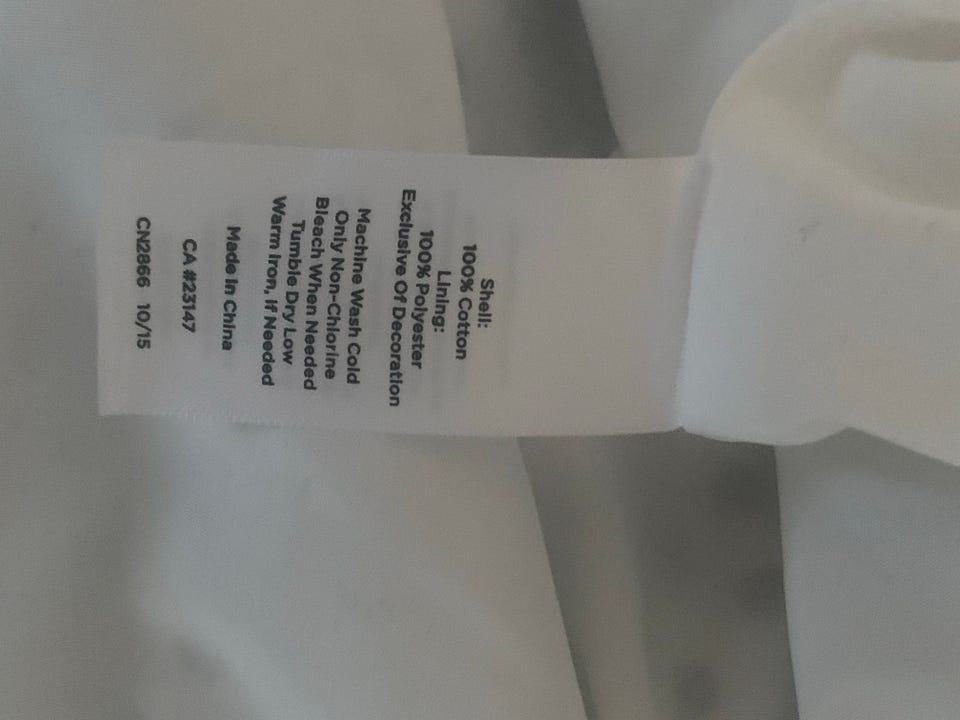 Shell:
100% Cotton
Lining:
100% Polyester
Exclusive Of Decoration
Machine Wash Cold
Only Non-Chlorine
Bleach When Needed
Tumble Dry Low
Warm Iron, If Needed
Made In China
CA #23147
CN2866 10/15